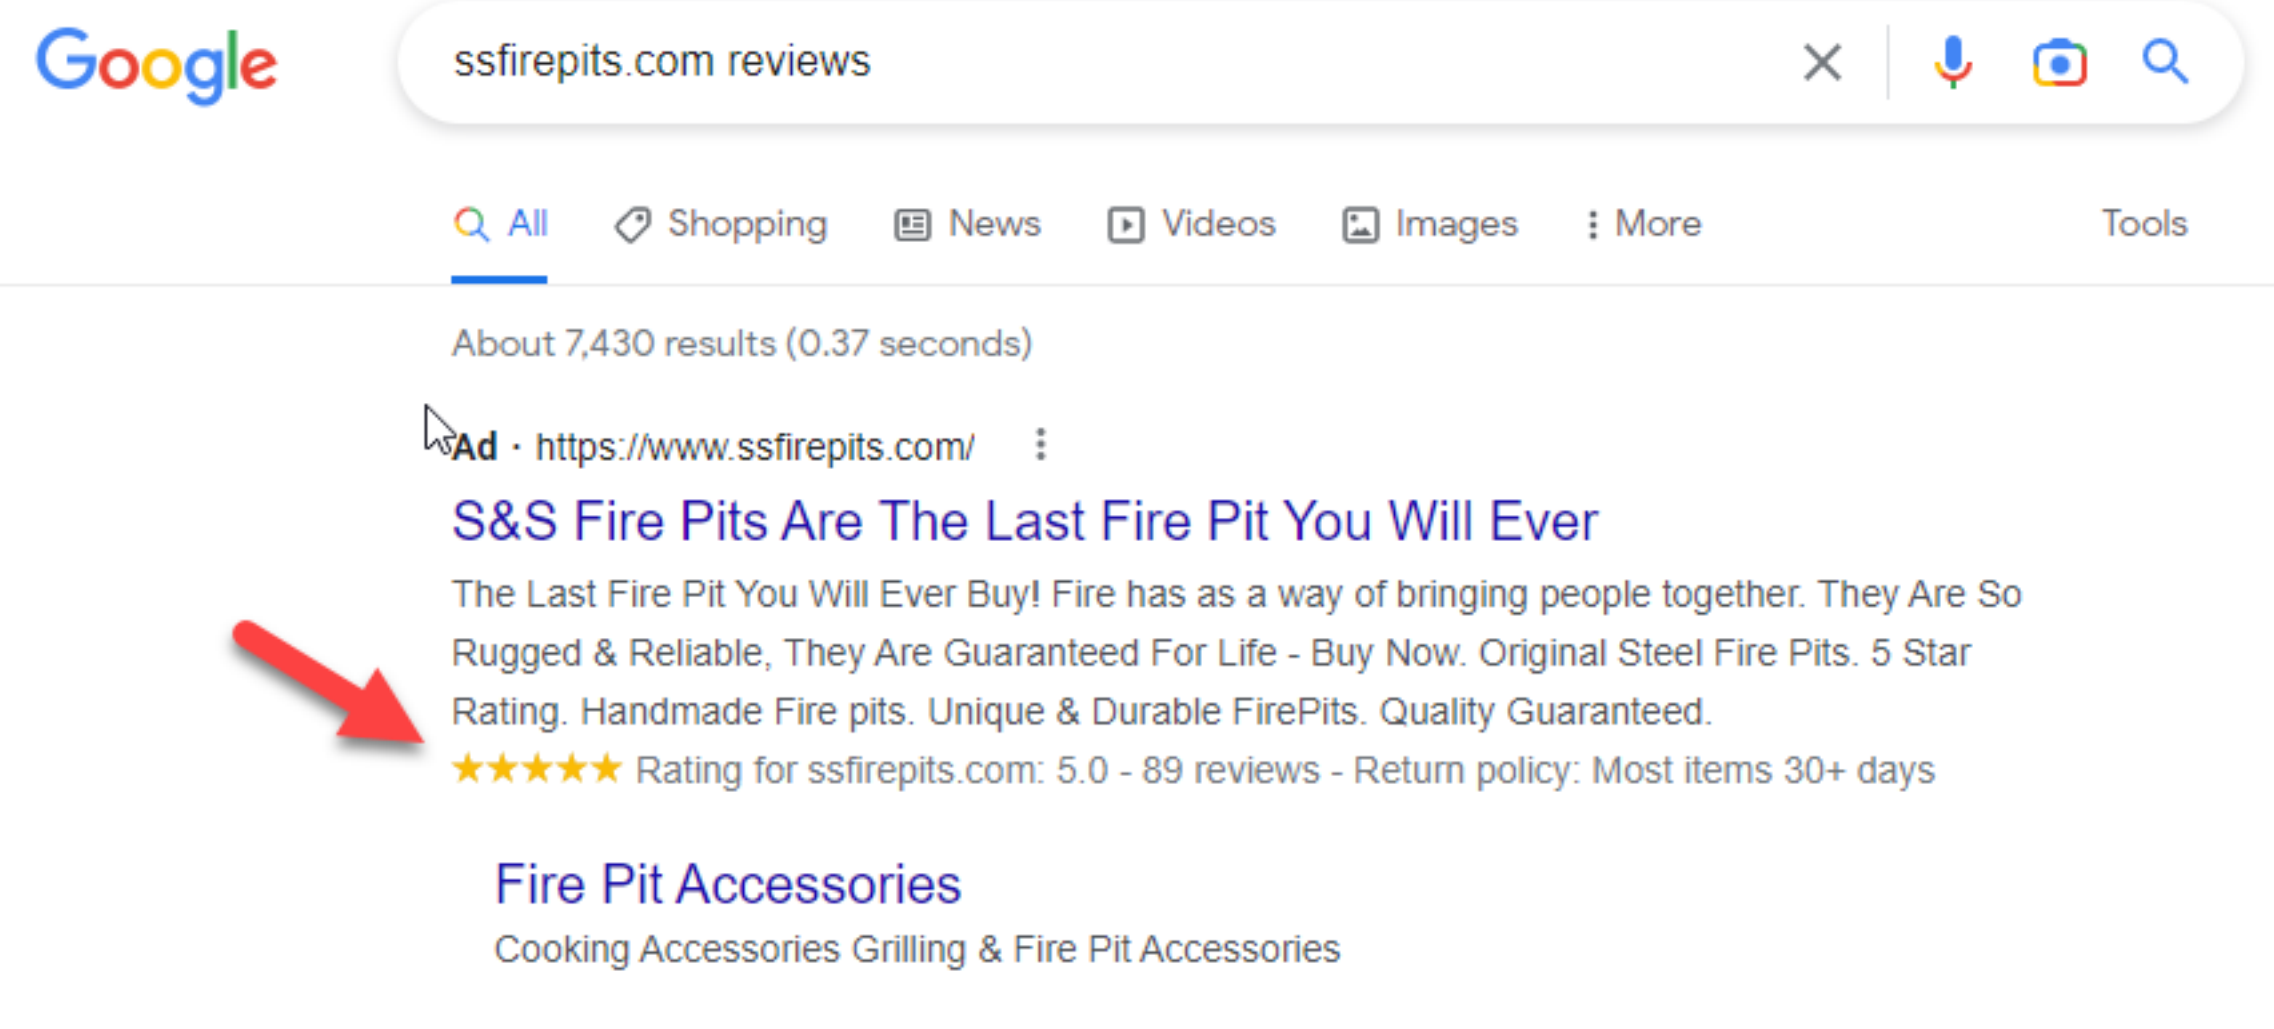 Google
ssfirepits.com reviews
All Shopping News Videos Images More Tools
About 7,430 results (0.37 seconds)
Ad · https://www.ssfirepits.com/
S&S Fire Pits Are The Last Fire Pit You Will Ever
The Last Fire Pit You Will Ever Buy! Fire has as a way of bringing people together. They Are So
Rugged & Reliable, They Are Guaranteed For Life - Buy Now. Original Steel Fire Pits. 5 Star
Rating. Handmade Fire pits. Unique & Durable FirePits. Quality Guaranteed.
★★★★★ Rating for ssfirepits.com: 5.0 - 89 reviews - Return policy: Most items 30+ days
Fire Pit Accessories
Cooking Accessories Grilling & Fire Pit Accessories